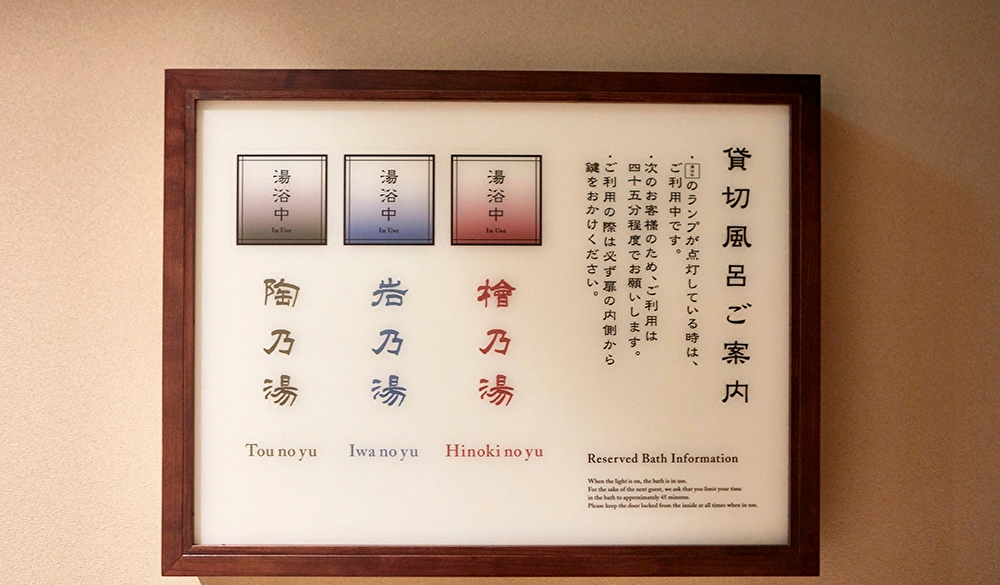 貸切風呂ご案内
・のランプが点灯している時は、
ご利用中です。
・次のお客様のため、ご利用は
四十五分程度でお願いします。
・ご利用の際は必ず扉の内側から
鍵をおかけください。
湯浴中
In Use
檜乃湯
Hinoki no yu
湯浴中
In Use
岩乃湯
Iwa no yu
湯浴中
In Use
陶乃湯
Tou no yu
Reserved Bath Information
When the light is on, the bath is in use.
For the sake of the next guest, we ask that you limit your time
in the bath to approximately 45 minutes.
Please keep the door locked from the inside at all times when in use.